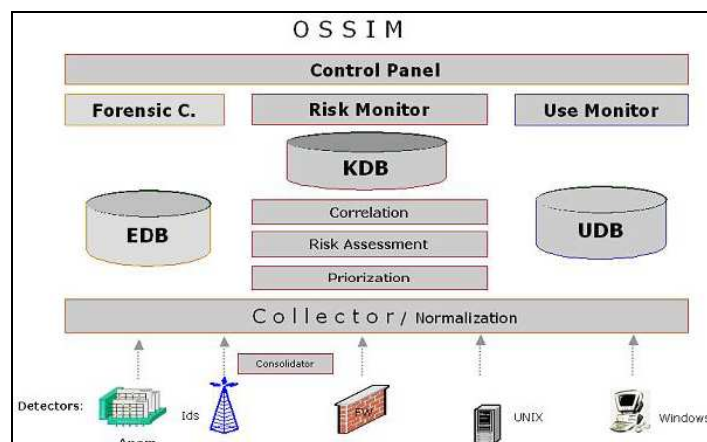 OSSIM
Control Panel
Forensic C.
Risk Monitor
Use Monitor
KDB
EDB
UDB
Correlation
Risk Assessment
Priorization
Collector / Normalization
Consolidator
Detectors:
Ids
FW
UNIX
Windows